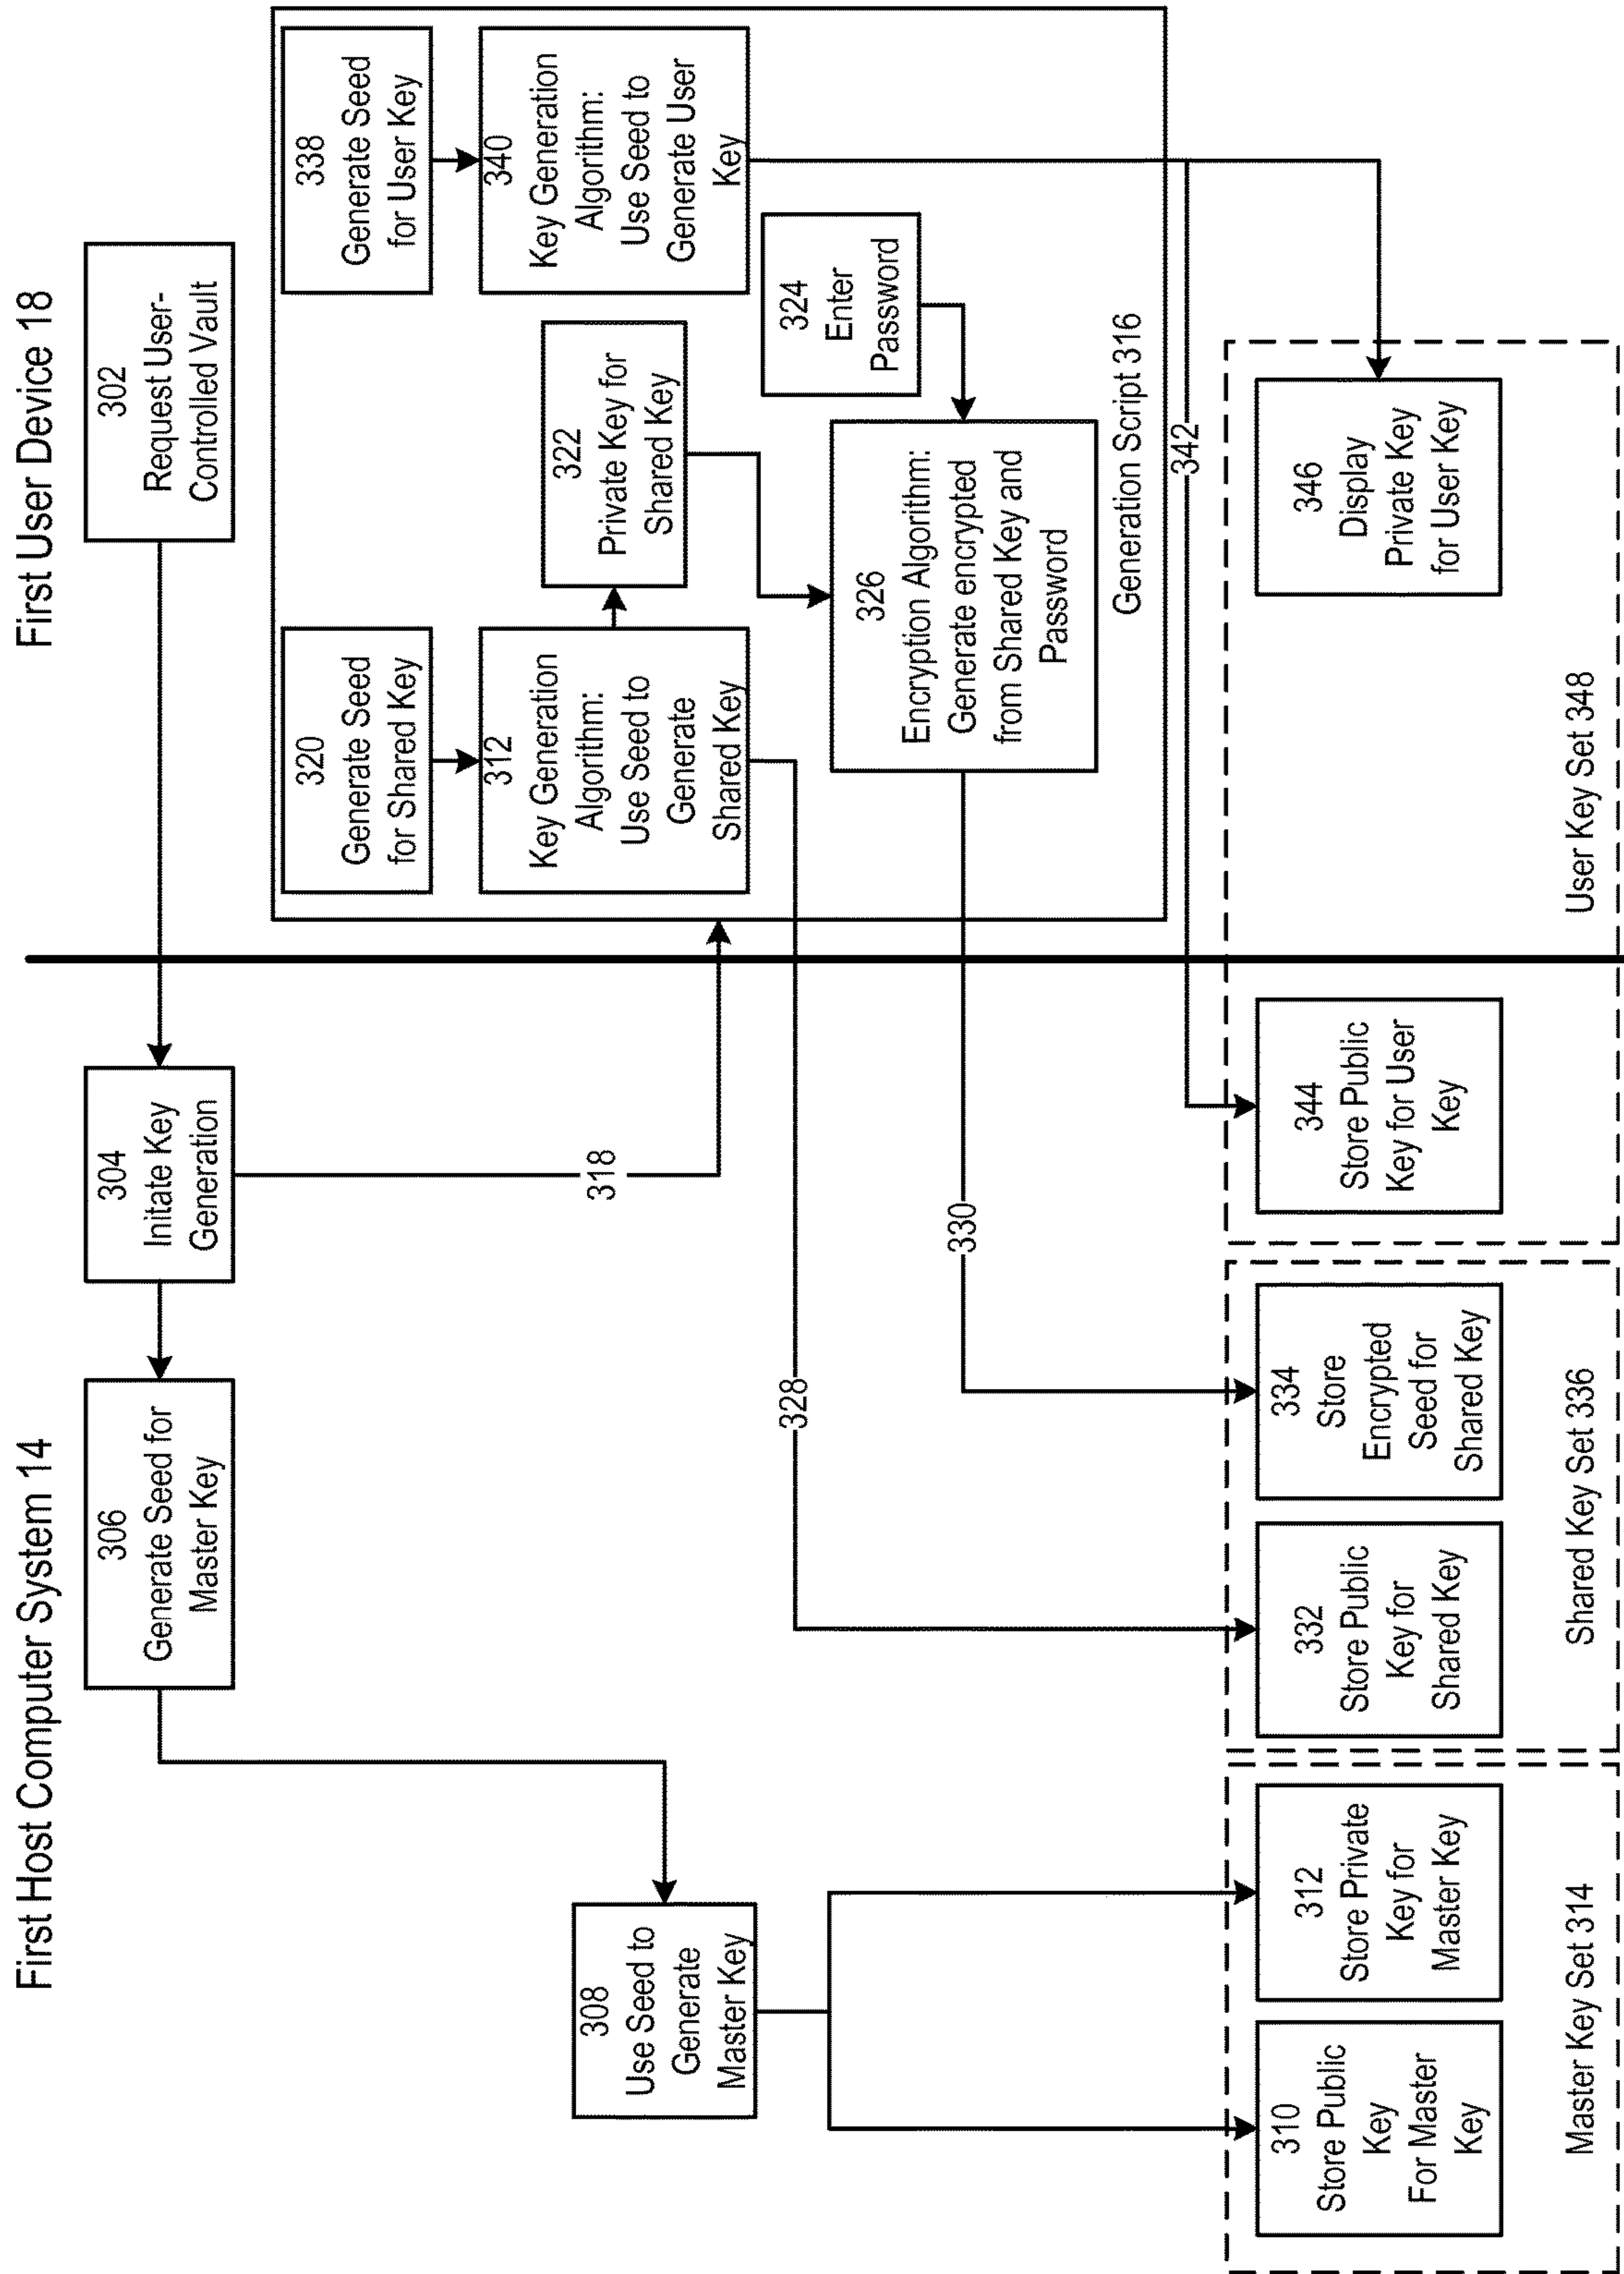 First Host Computer System 14
First User Device 18
306
Generate Seed for
Master Key
304
Initate Key
Generation
302
Request User-
Controlled Vault
308
Use Seed to
Generate
Master Key
318
320
Generate Seed
for Shared Key
312
Key Generation
Algorithm:
Use Seed to
Generate
Shared Key
322
Private Key for
Shared Key
324
Enter
Password
326
Encryption Algorithm:
Generate encrypted
from Shared Key and
Password
338
Generate Seed
for User Key
340
Key Generation
Algorithm:
Use Seed to
Generate User
Key
Generation Script 316
328
330
342
310
Store Public
Key
For Master
Key
312
Store Private
Key for
Master Key
Master Key Set 314
332
Store Public
Key for
Shared Key
334
Store
Encrypted
Seed for
Shared Key
Shared Key Set 336
344
Store Public
Key for User
Key
346
Display
Private Key
for User Key
User Key Set 348